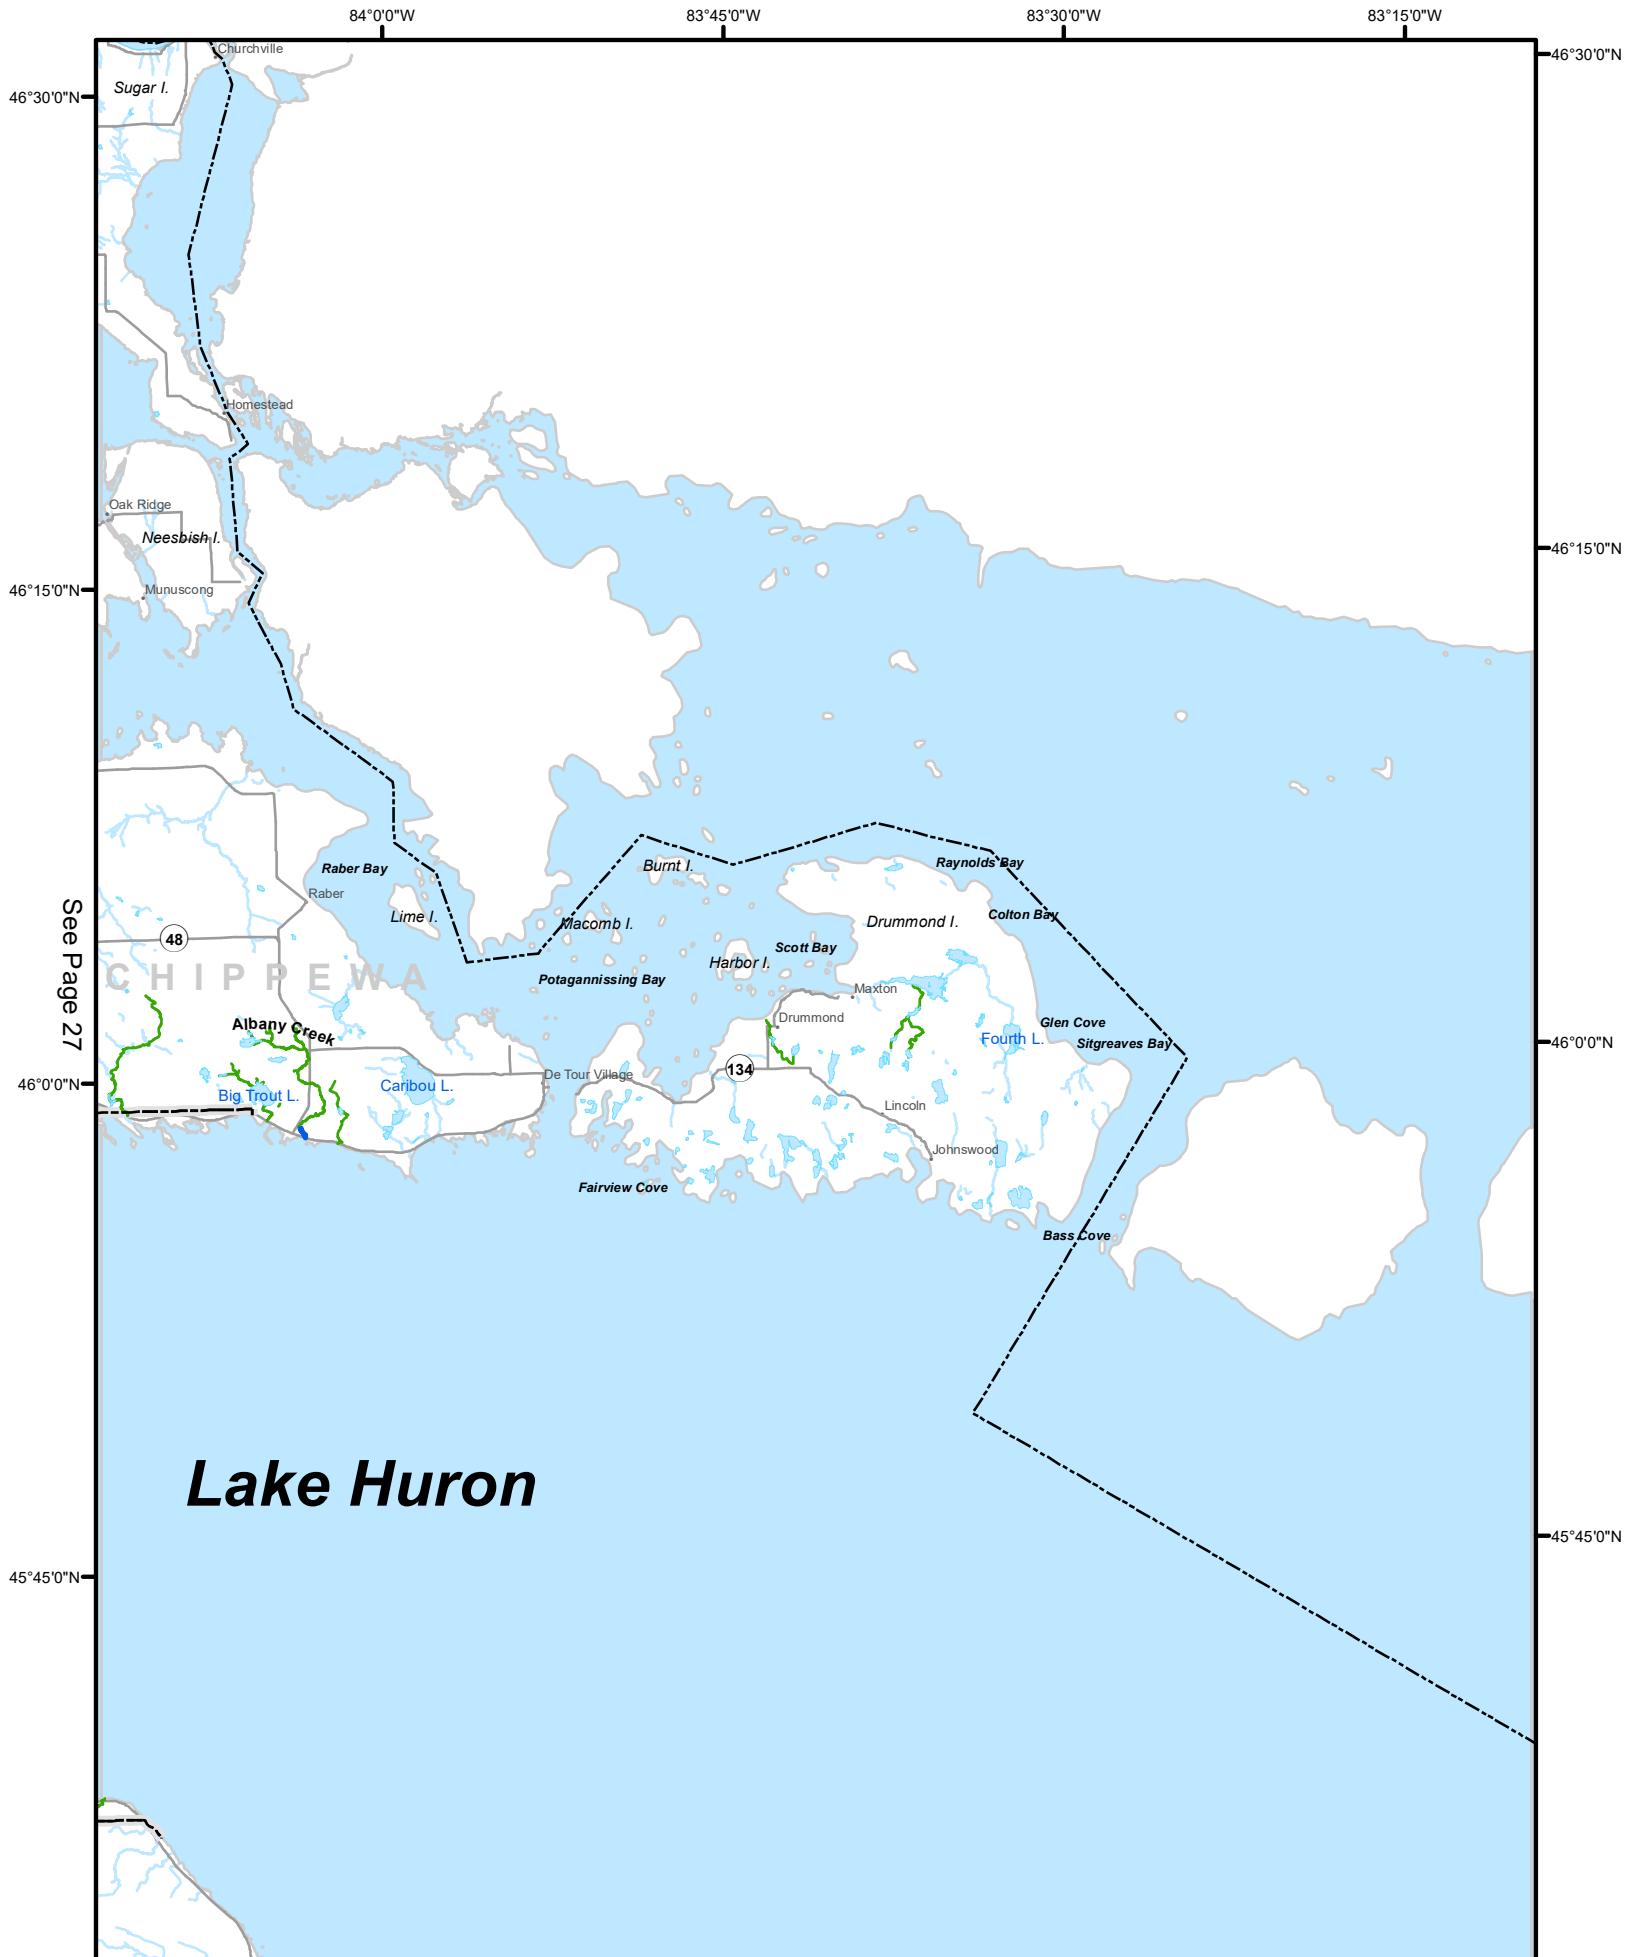 84°0'0"W
83°45'0"W
83°30'0"W
83°15'0"W
Churchville
46°30'0"N
Sugar I.
46°30'0"N
Homestead
Oak Ridge
Neesbish I.
46°15'0"N
Munuscong
46°15'0"N
Burnt I.
Raynolds Bay
Raber Bay
Raber
Lime I.
Macomb I.
Drummond I.
Colton Bay
See Page 27
48
Scott Bay
Harbor I.
CHIPPEWA
Potagannissing Bay
Maxton
Drummond
Albany Creek
Glen Cove
Fourth L.
Sitgreaves Bay
46°0'0"N
134
De Tour Village
46°0'0"N
Caribou L.
Big Trout L.
Lincoln
Johnswood
Fairview Cove
Bass Cove
Lake Huron
45°45'0"N
45°45'0"N